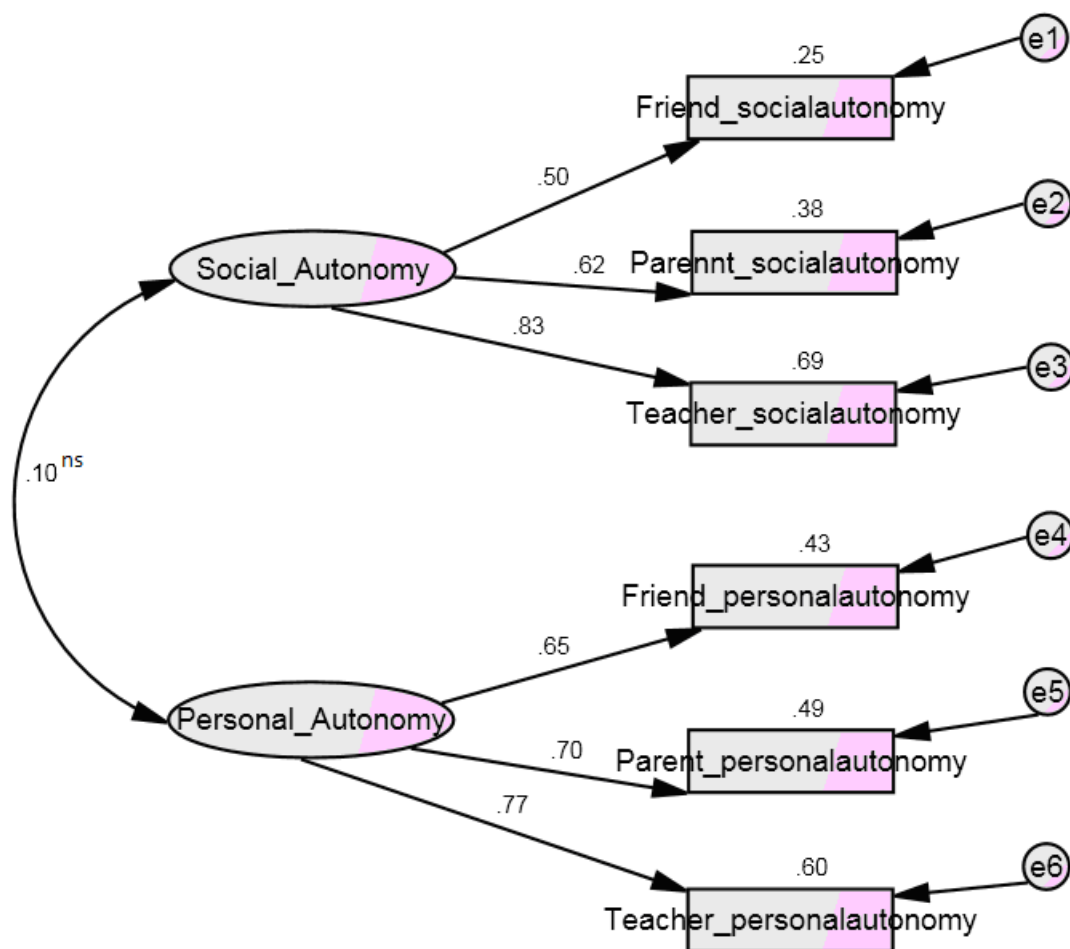 e1
.25
Friend_socialautonomy
.50
e2
.38
Parennt_socialautonomy
.62
Social_Autonomy
.83
e3
.69
Teacher_socialautonomy
.10 ns
e4
.43
Friend_personalautonomy
.65
e5
.49
Parent_personalautonomy
Personal_Autonomy
.70
.77
e6
.60
Teacher_personalautonomy